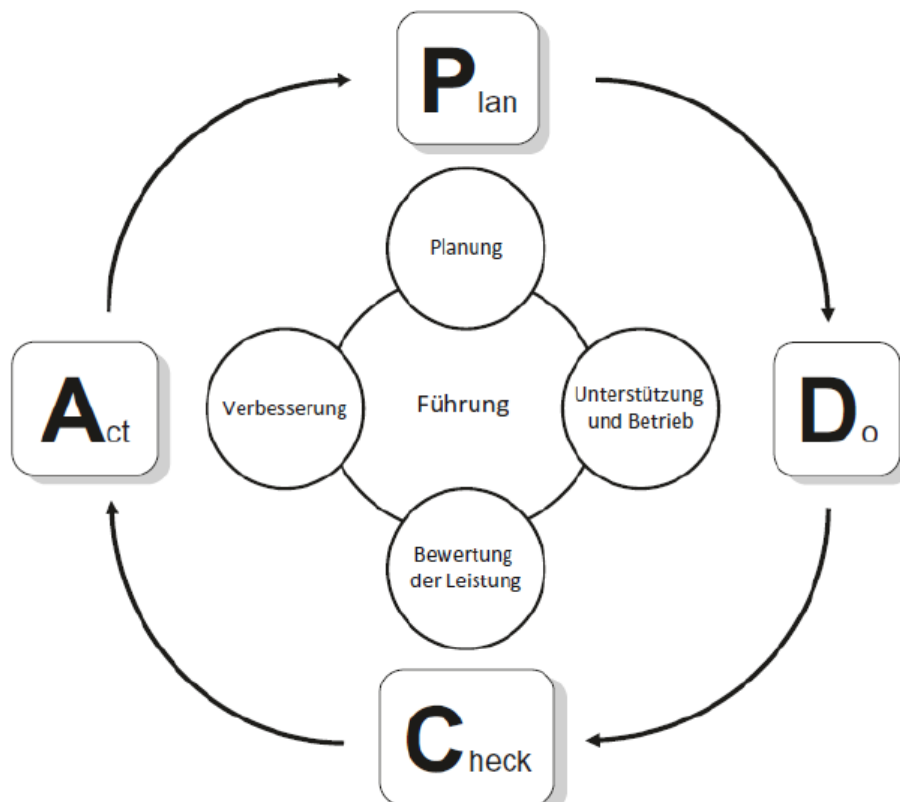 Plan
Planung
Act
Verbesserung
Führung
Unterstützung
und Betrieb
Do
Bewertung
der Leistung
Check